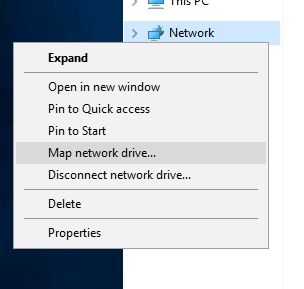 This PC
Network
Expand
Open in new window
Pin to Quick access
Pin to Start
Map network drive...
Disconnect network drive...
Delete
Properties